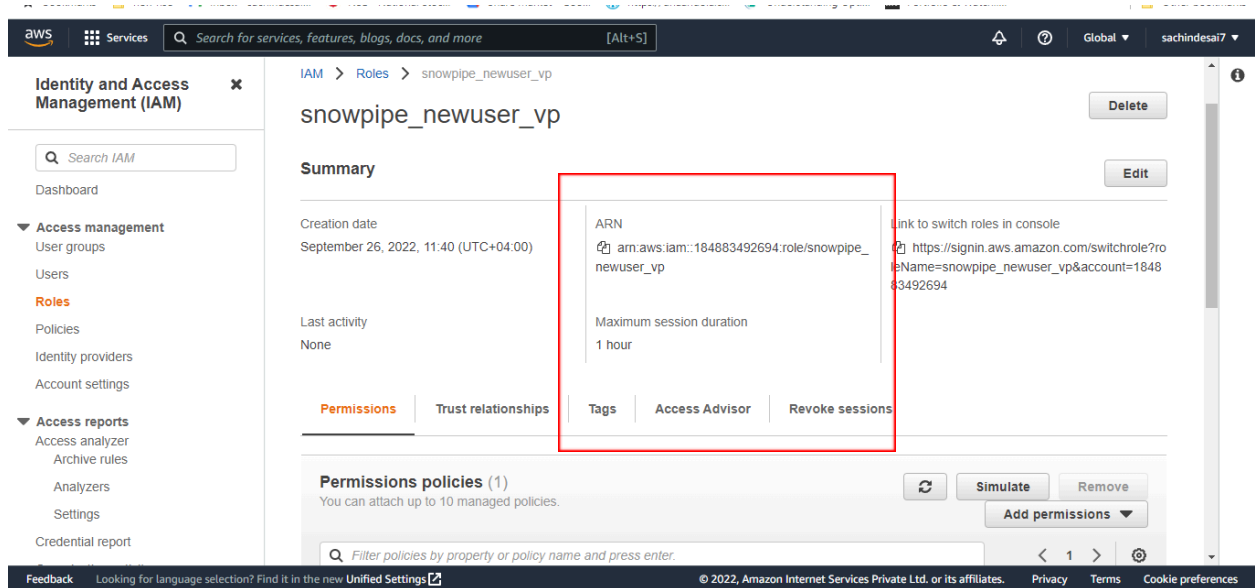 aws
Services
Search for services, features, blogs, docs, and more
[Alt+S]
Global ▼
sachindesai7 ▼
Identity and Access
Management (IAM)
Search IAM
Dashboard
Access management
User groups
Users
Roles
Policies
Identity providers
Account settings
Access reports
Access analyzer
Archive rules
Analyzers
Settings
Credential report
IAM > Roles > snowpipe_newuser_vp
snowpipe_newuser_vp
Delete
Summary
Edit
Creation date
September 26, 2022, 11:40 (UTC+04:00)
ARN
arn:aws:iam::184883492694:role/snowpipe_
newuser_vp
Link to switch roles in console
https://signin.aws.amazon.com/switchrole?ro
leName=snowpipe_newuser_vp&account=1848
83492694
Last activity
None
Maximum session duration
1 hour
Permissions
Trust relationships
Tags
Access Advisor
Revoke sessions
Permissions policies (1)
You can attach up to 10 managed policies.
Simulate
Remove
Add permissions
Filter policies by property or policy name and press enter.
< 1 >
Feedback
Looking for language selection? Find it in the new Unified Settings
© 2022, Amazon Internet Services Private Ltd. or its affiliates.
Privacy
Terms
Cookie preferences